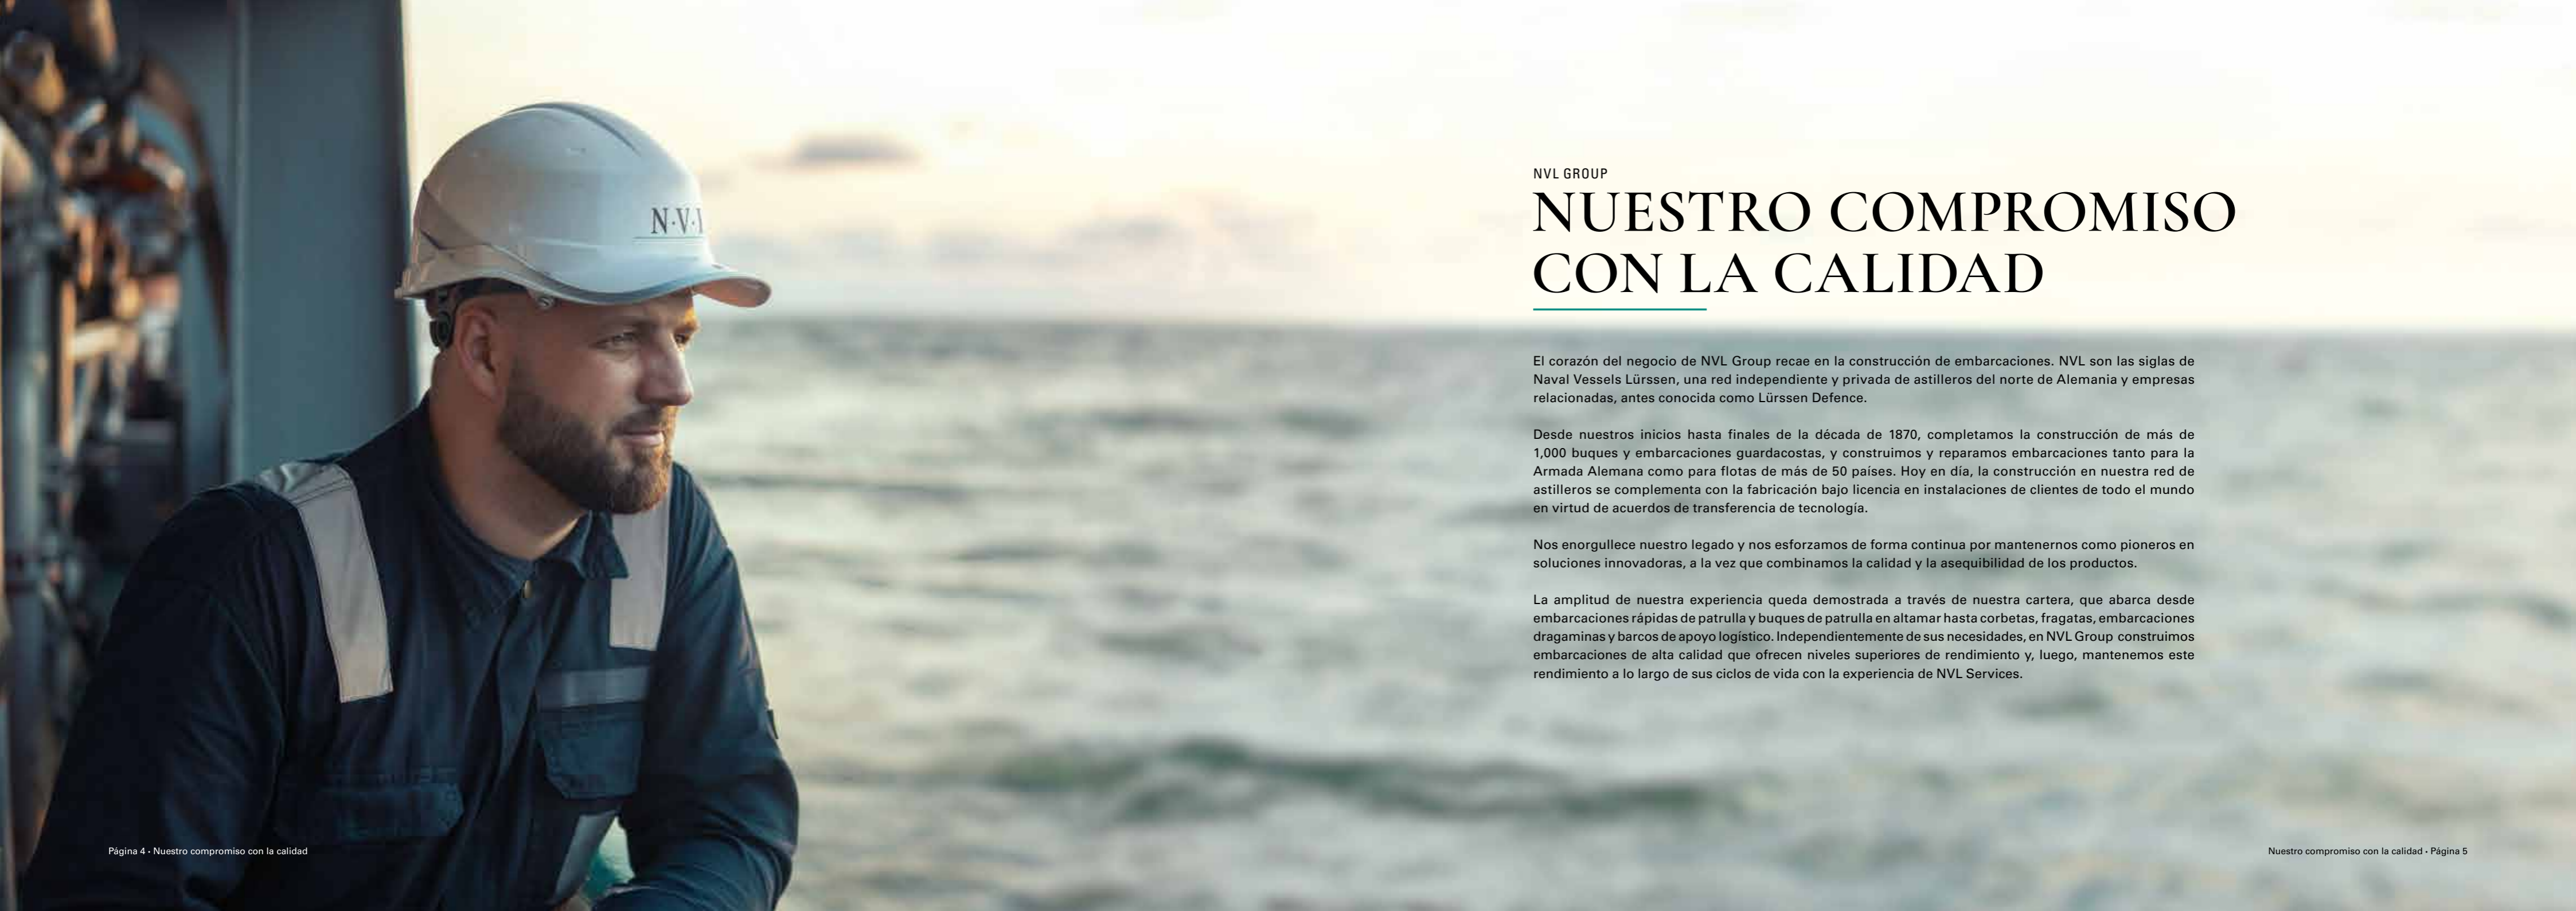 N·V·
NVL GROUP
NUESTRO COMPROMISO
CON LA CALIDAD
El corazón del negocio de NVL Group recae en la construcción de embarcaciones. NVL son las siglas de
Naval Vessels Lürssen, una red independiente y privada de astilleros del norte de Alemania y empresas
relacionadas, antes conocida como Lürssen Defence.
Desde nuestros inicios hasta finales de la década de 1870, completamos la construcción de más de
1,000 buques y embarcaciones guardacostas, y construimos y reparamos embarcaciones tanto para la
Armada Alemana como para flotas de más de 50 países. Hoy en día, la construcción en nuestra red de
astilleros se complementa con la fabricación bajo licencia en instalaciones de clientes de todo el mundo
en virtud de acuerdos de transferencia de tecnología.
Nos enorgullece nuestro legado y nos esforzamos de forma continua por mantenernos como pioneros en
soluciones innovadoras, a la vez que combinamos la calidad y la asequibilidad de los productos.
La amplitud de nuestra experiencia queda demostrada a través de nuestra cartera, que abarca desde
embarcaciones rápidas de patrulla y buques de patrulla en altamar hasta corbetas, fragatas, embarcaciones
dragaminas y barcos de apoyo logístico. Independientemente de sus necesidades, en NVL Group construimos
embarcaciones de alta calidad que ofrecen niveles superiores de rendimiento y, luego, mantenemos este
rendimiento a lo largo de sus ciclos de vida con la experiencia de NVL Services.
Página 4 · Nuestro compromiso con la calidad
Nuestro compromiso con la calidad · Página 5